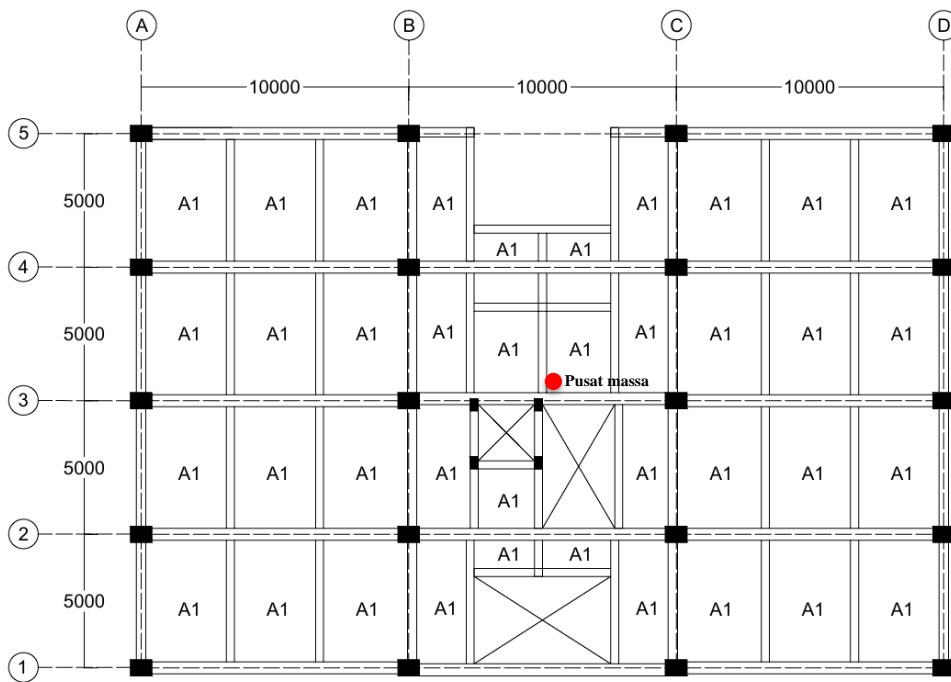 A B C D
10000 10000 10000
5
5000 A1 A1 A1 A1 A1 A1 A1 A1
A1 A1
4
5000 A1 A1 A1 A1 A1 A1 A1 A1 A1 A1
Pusat massa
3
5000 A1 A1 A1 A1 A1 A1 A1 A1
A1
2
A1 A1
5000 A1 A1 A1 A1 A1 A1 A1 A1
1